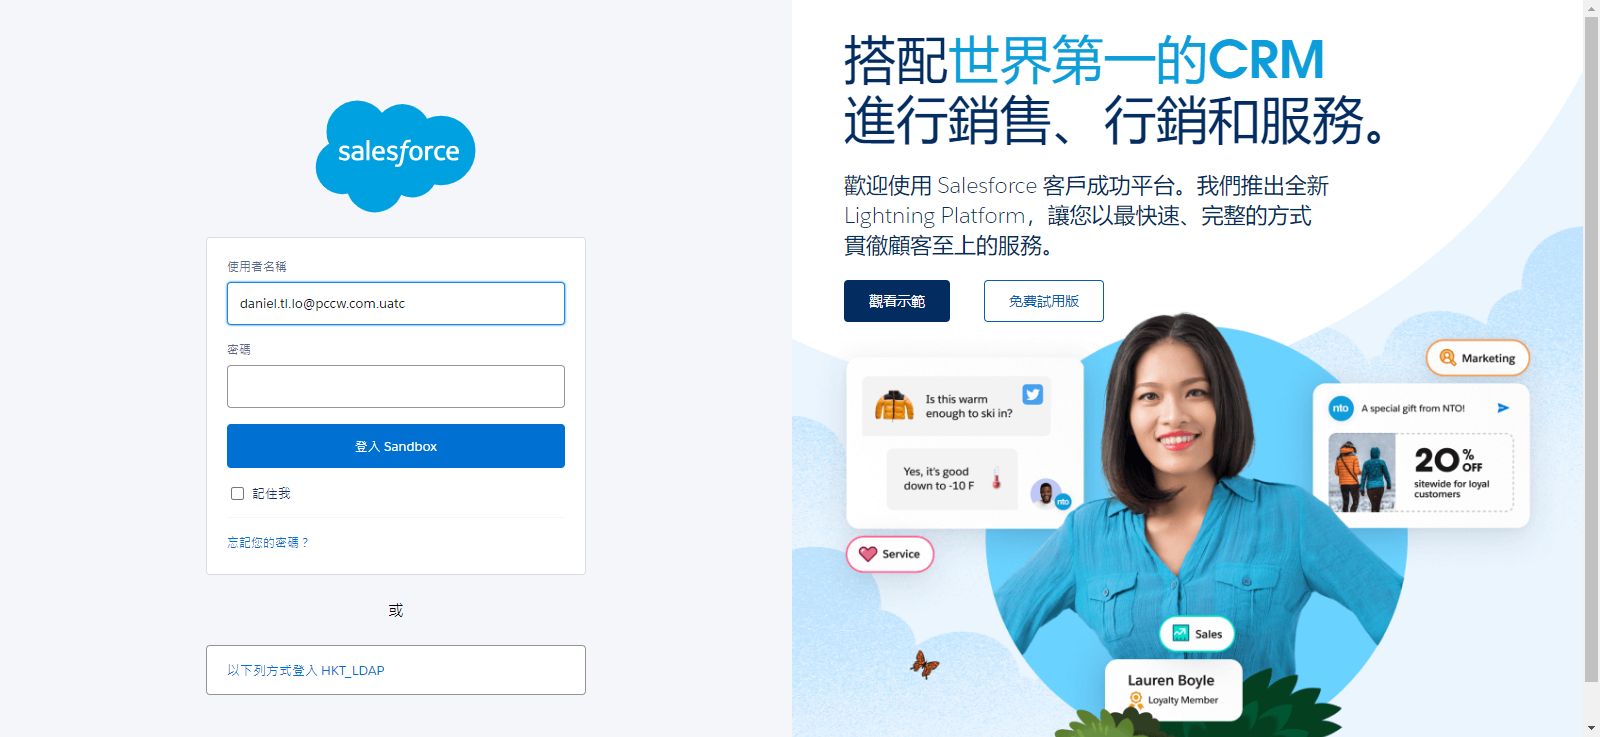 salesforce
使用者名稱
daniel.tl.lo@pccw.com.uatc
密碼
登入 Sandbox
記住我
忘記您的密碼？
或
以下列方式登入 HKT_LDAP
搭配世界第一的CRM
進行銷售、行銷和服務。
歡迎使用 Salesforce 客戶成功平台。我們推出全新
Lightning Platform，讓您以最快速、完整的方式
貫徹顧客至上的服務。
觀看示範
免費試用版
Is this warm
enough to ski in?
Yes, it's good
down to -10 F
nto
Service
Marketing
nto
A special gift from NTO!
20% OFF
sitewide for loyal
customers
Sales
Lauren Boyle
Loyalty Member